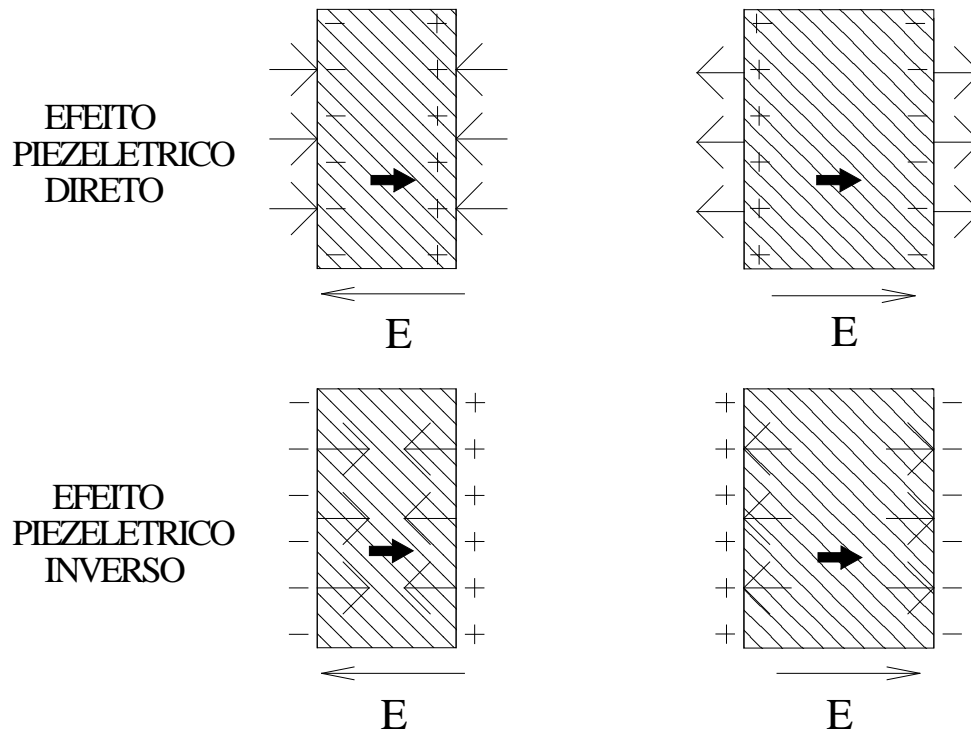 EFEITO
PIEZELETRICO
DIRETO
E
E
EFEITO
PIEZELETRICO
INVERSO
E
E